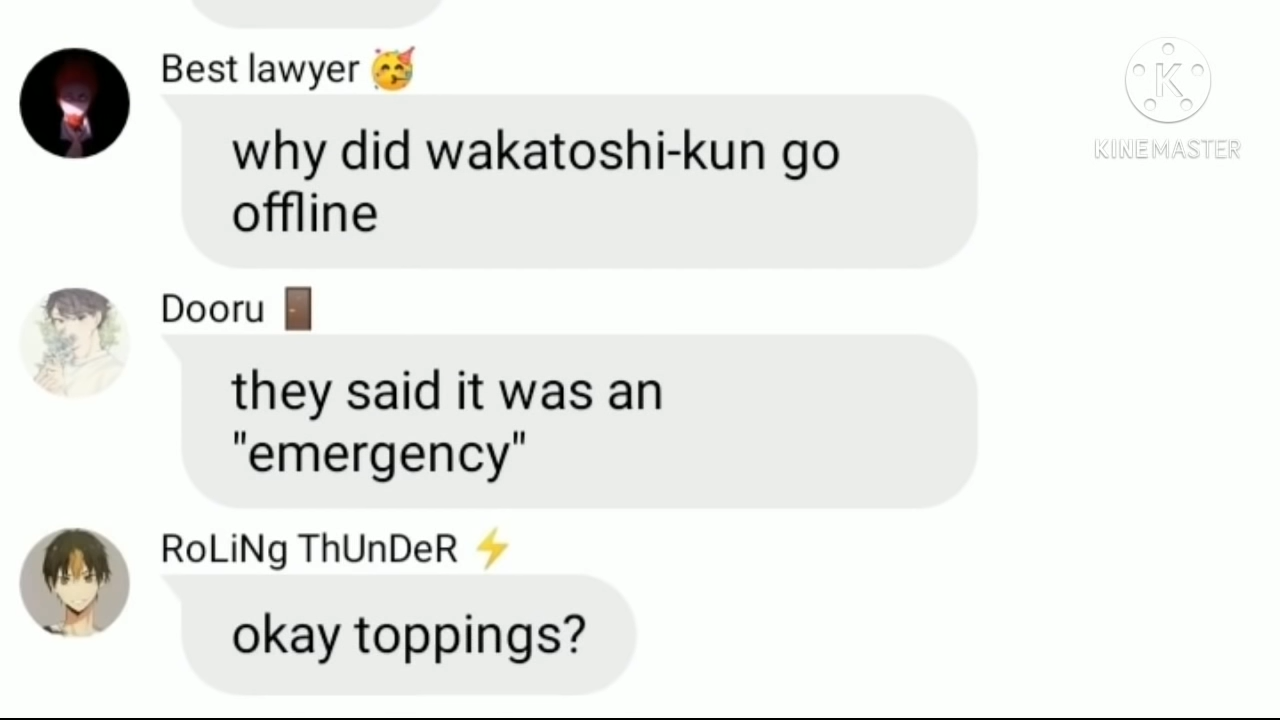 Best lawyer 🥳
why did wakatoshi-kun go
offline
Dooru 🚪
they said it was an
"emergency"
RoLiNg ThUnDeR ⚡
okay toppings?
K
KINEMASTER